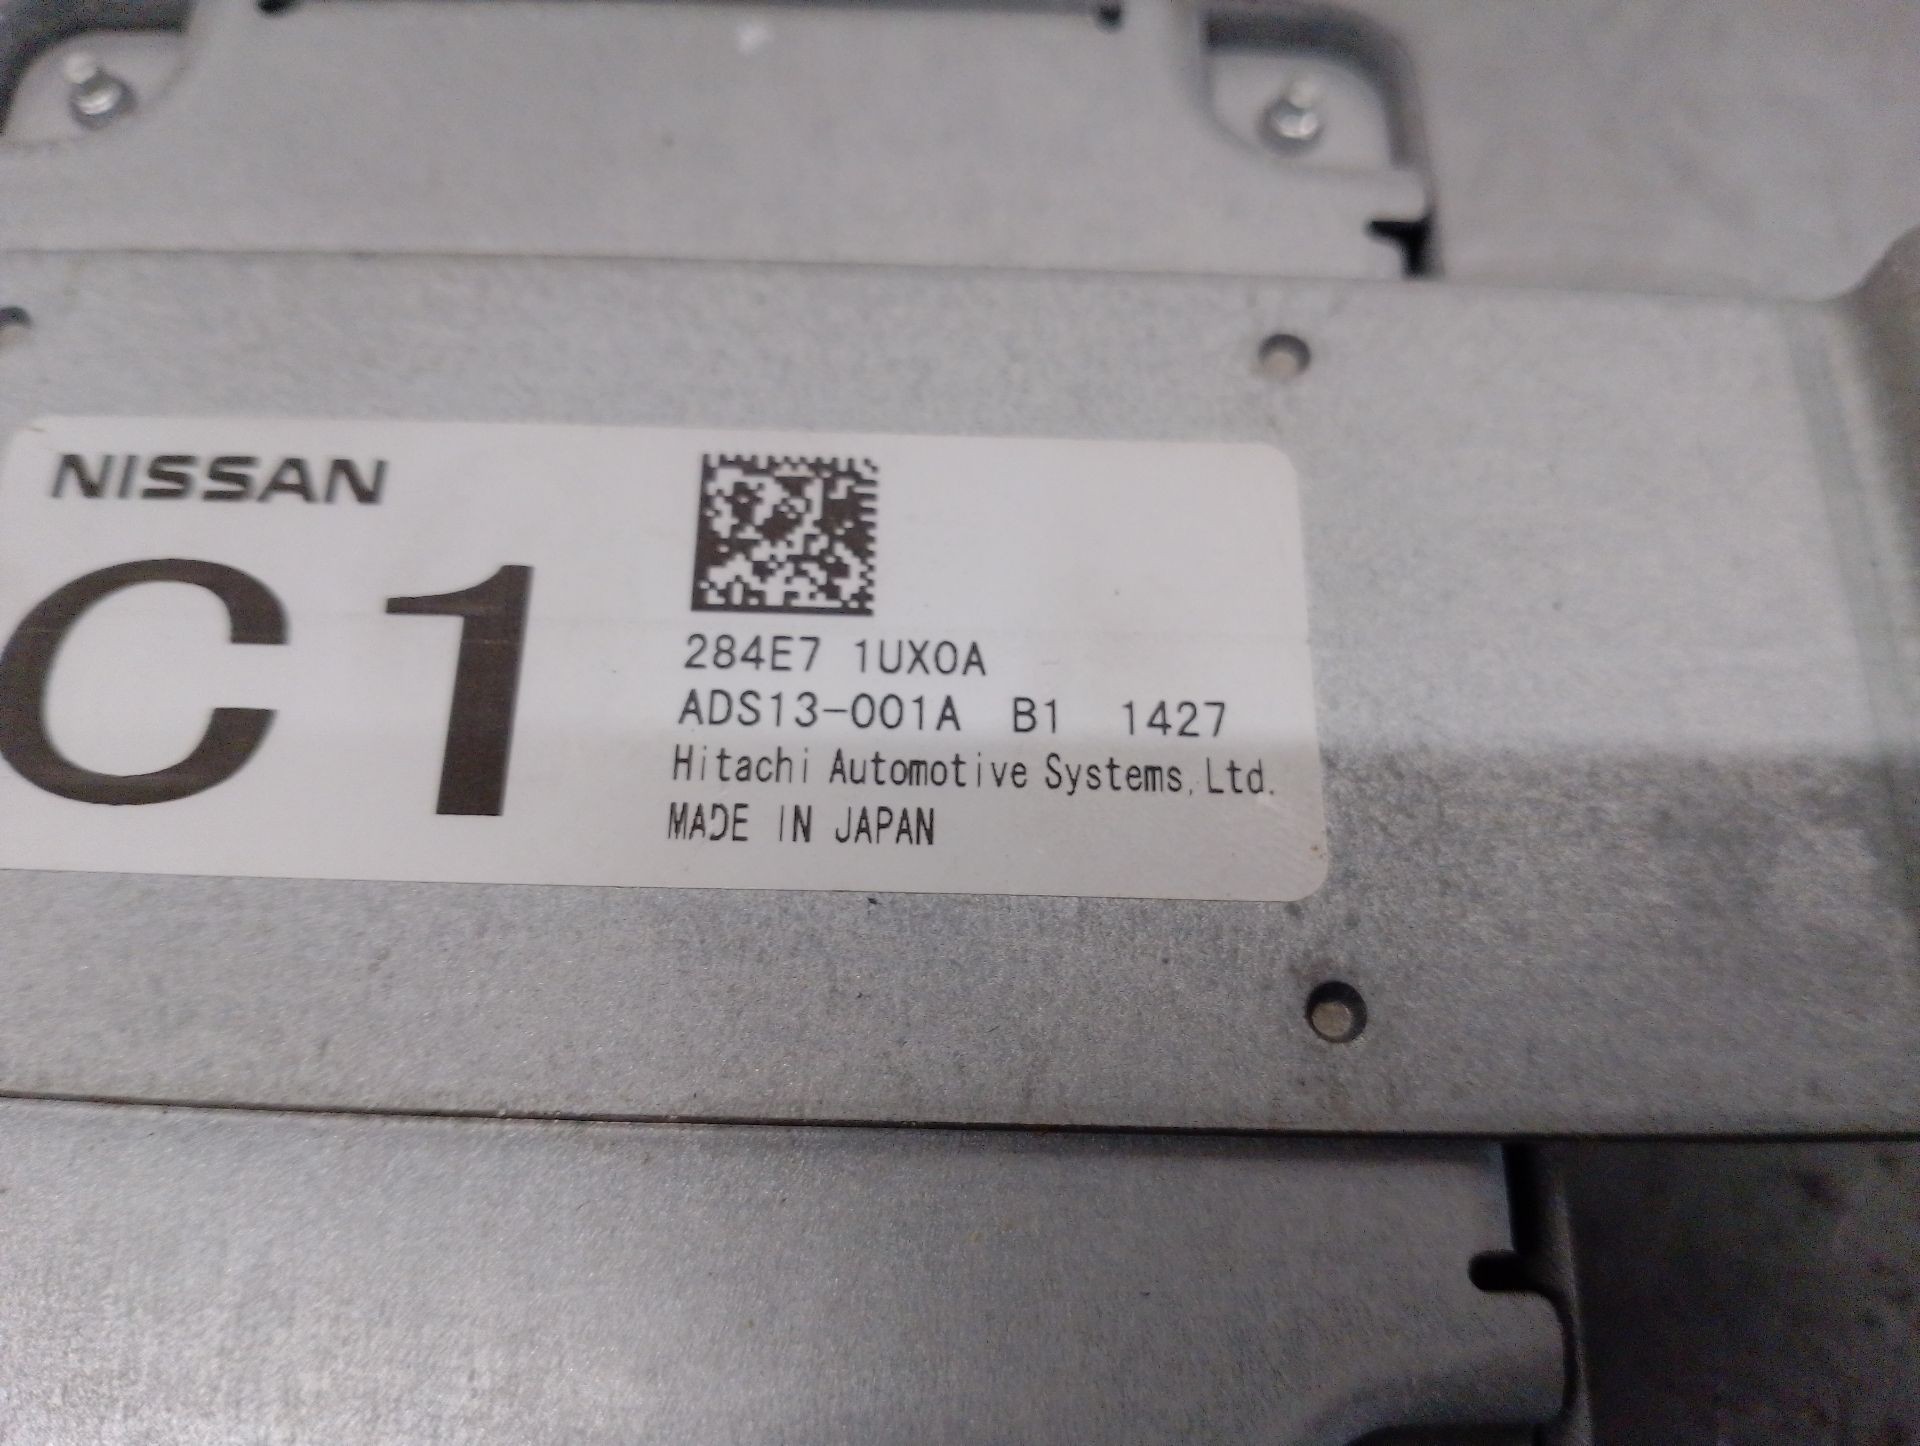 NISSAN
C1
284E7 1UX0A
ADS13-001A B1 1427
Hitachi Automotive Systems, Ltd.
MADE IN JAPAN